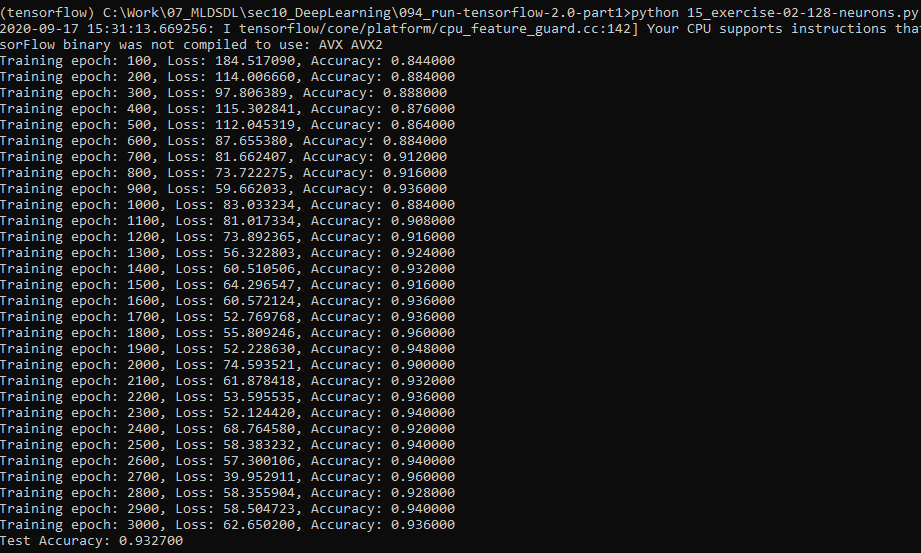 (tensorflow) C:\Work\07_MLDSDL\sec10_DeepLearning\094_run-tensorflow-2.0-part1>python 15_exercise-02-128-neurons.py
2020-09-17 15:31:13.669256: I tensorflow/core/platform/cpu_feature_guard.cc:142] Your CPU supports instructions tha
sorFlow binary was not compiled to use: AVX AVX2
Training epoch: 100, Loss: 184.517090, Accuracy: 0.844000
Training epoch: 200, Loss: 114.006660, Accuracy: 0.884000
Training epoch: 300, Loss: 97.806389, Accuracy: 0.888000
Training epoch: 400, Loss: 115.302841, Accuracy: 0.876000
Training epoch: 500, Loss: 112.045319, Accuracy: 0.864000
Training epoch: 600, Loss: 87.655380, Accuracy: 0.884000
Training epoch: 700, Loss: 81.662407, Accuracy: 0.912000
Training epoch: 800, Loss: 73.722275, Accuracy: 0.916000
Training epoch: 900, Loss: 59.662033, Accuracy: 0.936000
Training epoch: 1000, Loss: 83.033234, Accuracy: 0.884000
Training epoch: 1100, Loss: 81.017334, Accuracy: 0.908000
Training epoch: 1200, Loss: 73.892365, Accuracy: 0.916000
Training epoch: 1300, Loss: 56.322803, Accuracy: 0.924000
Training epoch: 1400, Loss: 60.510506, Accuracy: 0.932000
Training epoch: 1500, Loss: 64.296547, Accuracy: 0.916000
Training epoch: 1600, Loss: 60.572124, Accuracy: 0.936000
Training epoch: 1700, Loss: 52.769768, Accuracy: 0.936000
Training epoch: 1800, Loss: 55.809246, Accuracy: 0.960000
Training epoch: 1900, Loss: 52.228630, Accuracy: 0.948000
Training epoch: 2000, Loss: 74.593521, Accuracy: 0.900000
Training epoch: 2100, Loss: 61.878418, Accuracy: 0.932000
Training epoch: 2200, Loss: 53.595535, Accuracy: 0.936000
Training epoch: 2300, Loss: 52.124420, Accuracy: 0.940000
Training epoch: 2400, Loss: 68.764580, Accuracy: 0.920000
Training epoch: 2500, Loss: 58.383232, Accuracy: 0.940000
Training epoch: 2600, Loss: 57.300106, Accuracy: 0.940000
Training epoch: 2700, Loss: 39.952911, Accuracy: 0.960000
Training epoch: 2800, Loss: 58.355904, Accuracy: 0.928000
Training epoch: 2900, Loss: 58.504723, Accuracy: 0.940000
Training epoch: 3000, Loss: 62.650200, Accuracy: 0.936000
Test Accuracy: 0.932700